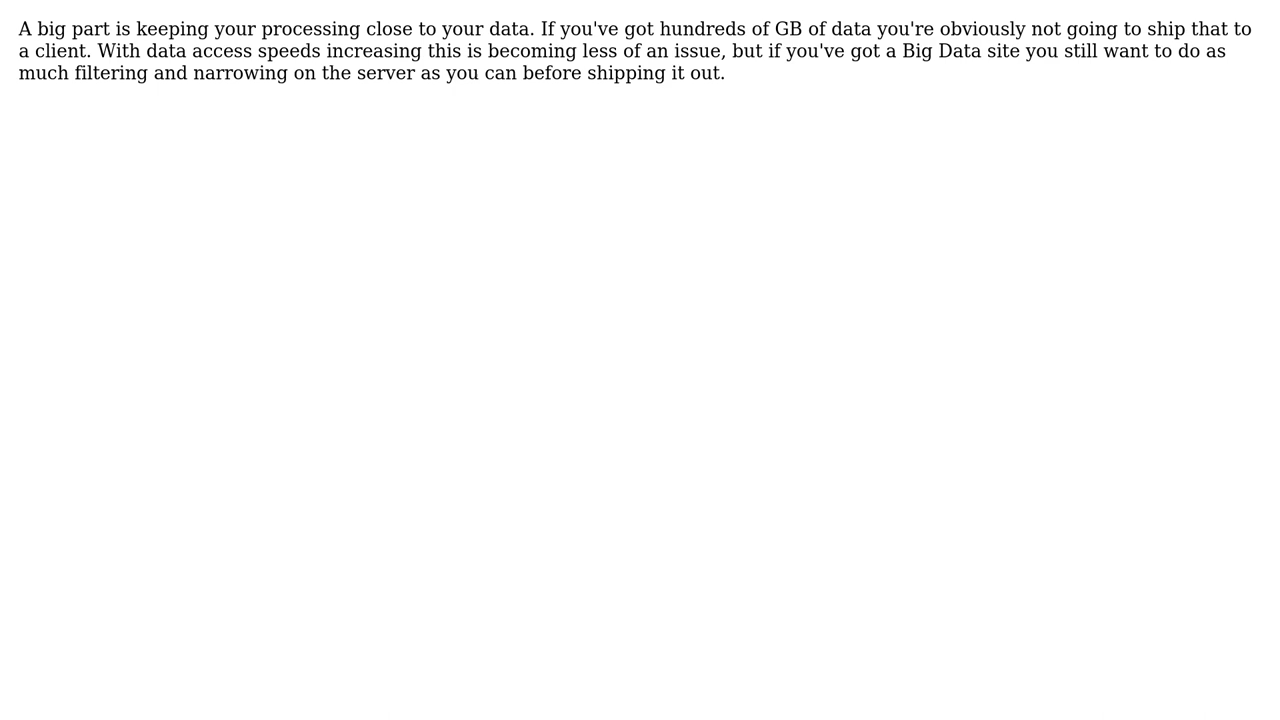 A big part is keeping your processing close to your data. If you've got hundreds of GB of data you're obviously not going to ship that to
a client. With data access speeds increasing this is becoming less of an issue, but if you've got a Big Data site you still want to do as
much filtering and narrowing on the server as you can before shipping it out.